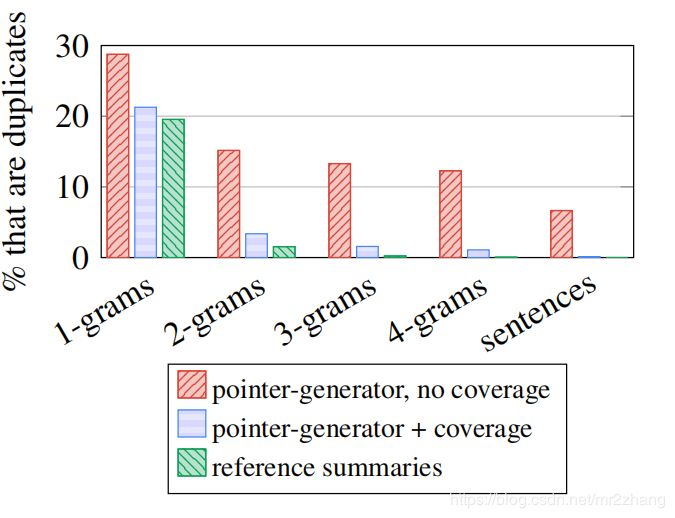 % that are duplicates
30
20
10
0
1-grams
2-grams
3-grams
4-grams
sentences
pointer-generator, no coverage
pointer-generator + coverage
reference summaries
https://blog.csdn.net/mr2zhang